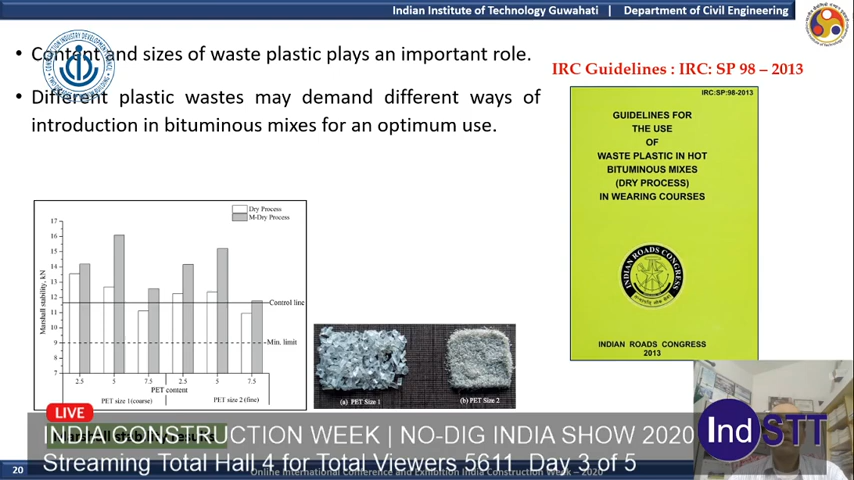 Indian Institute of Technology Guwahati | Department of Civil Engineering
• Content and sizes of waste plastic plays an important role.
• Different plastic wastes may demand different ways of
introduction in bituminous mixes for an optimum use.
IRC Guidelines : IRC: SP 98 – 2013
IRC:SP:98-2013
GUIDELINES FOR
THE USE
OF
WASTE PLASTIC IN HOT
BITUMINOUS MIXES
(DRY PROCESS)
IN WEARING COURSES
INDIAN ROADS CONGRESS
INDIAN ROADS CONGRESS
2013
Dry Process
M-Dry Process
17
16
15
14
13
12
11
10
9
8
7
Marshall stability, kN
Control line
Min. limit
2.5 5 7.5 2.5 5 7.5
PET content
PET size 1(course) PET size 2 (fine)
(a) PET Size 1
(b) PET Size 2
LIVE
INDIA CONSTRUCTION WEEK | NO-DIG INDIA SHOW 2020
Streaming Total Hall 4 for Total Viewers 5611 Day 3 of 5
Ind STT
20
Online International Conference and Exhibition India Construction Week – 2020